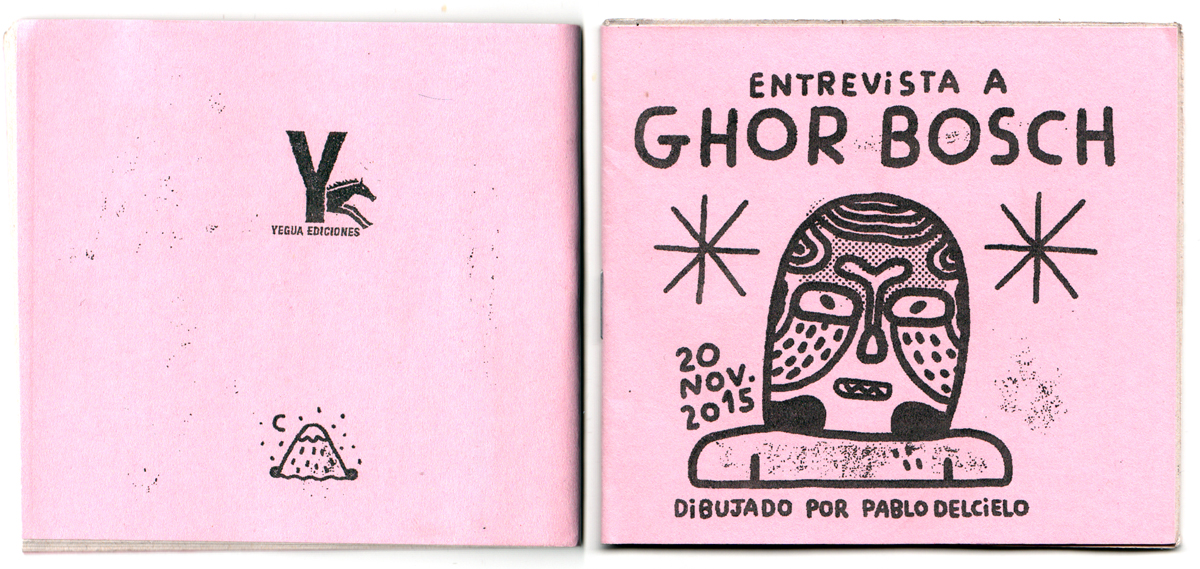 Y
YEGUA EDICIONES
ENTREViSTA A
GHOR BOSCH
20
NOV.
2015
DiBUJADO POR PABLO DELCiELO